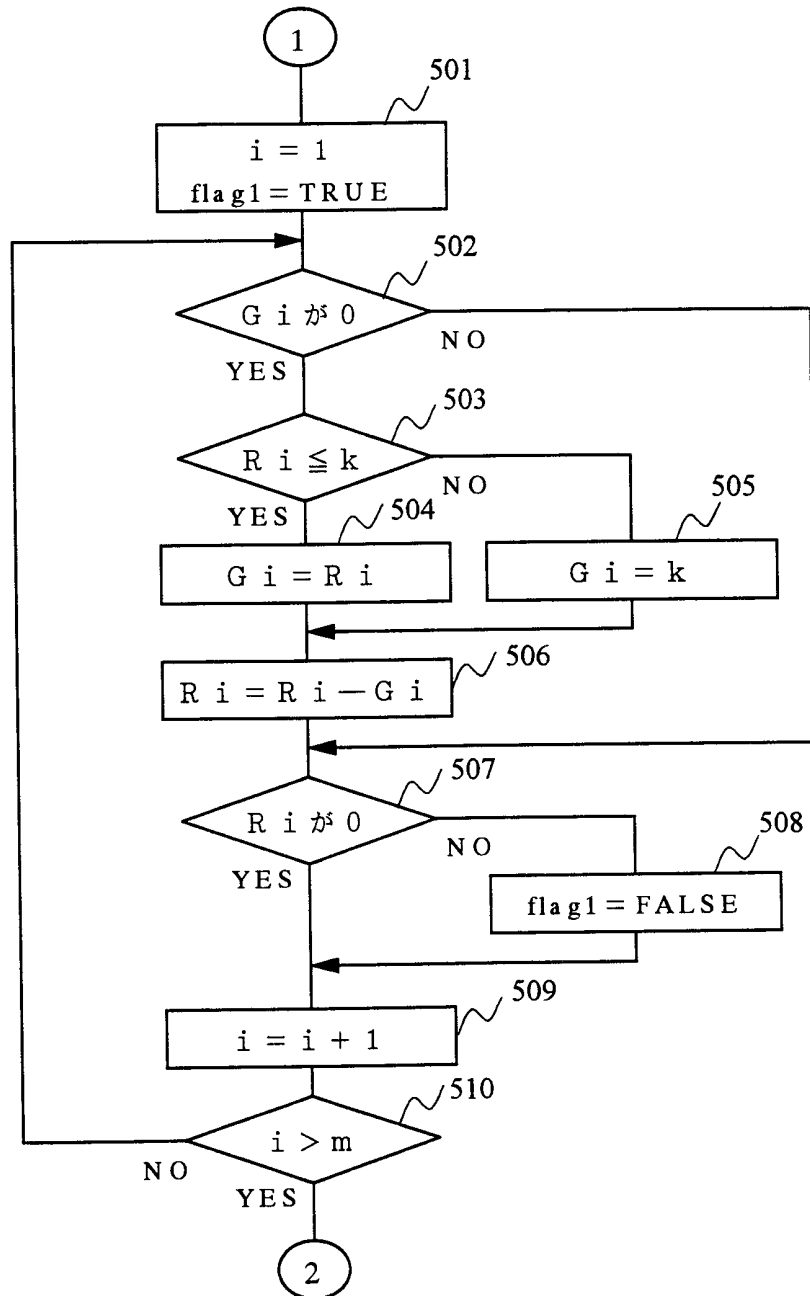 1
501
i = 1
flag1 = TRUE
502
G i が 0
NO
YES
503
R i ≦ k
NO
YES
504
505
G i = R i
G i = k
506
R i = R i − G i
507
R i が 0
NO
YES
508
flag1 = FALSE
509
i = i + 1
510
i > m
NO
YES
2